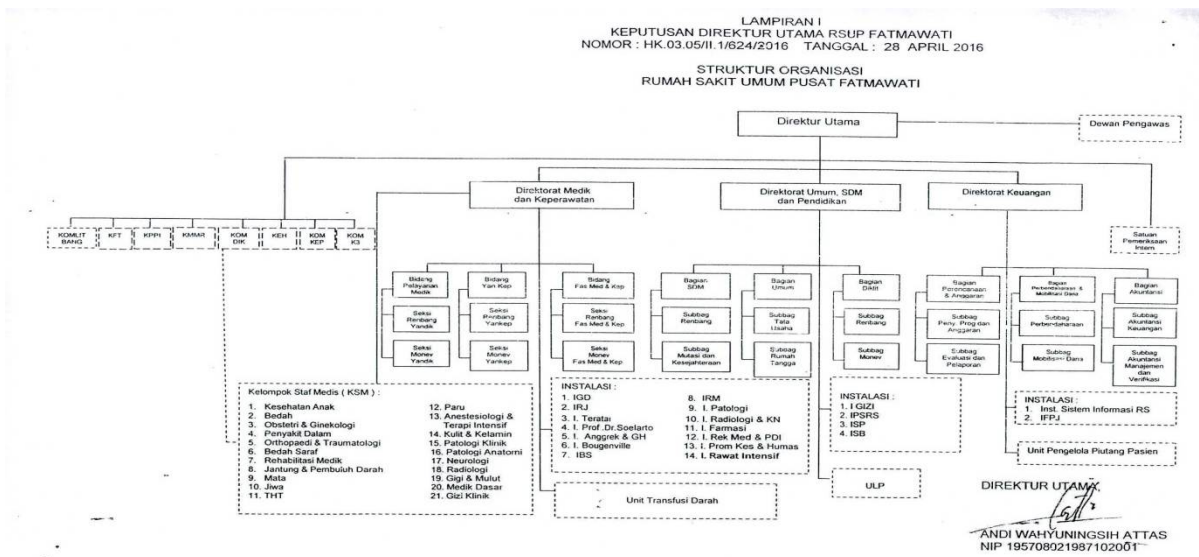 LAMPIRAN I
KEPUTUSAN DIREKTUR UTAMA RSUP FATMAWATI
NOMOR : HK.03.05/II.1/624/2016 TANGGAL : 28 APRIL 2016
STRUKTUR ORGANISASI
RUMAH SAKIT UMUM PUSAT FATMAWATI
Direktur Utama
Dewan Pengawas
Direktorat Medik
dan Keperawatan
Direktorat Umum, SDM
dan Pendidikan
Direktorat Keuangan
KOMLIT
BANG
KFT
KPPI
KMMR
KOM
DIK
KEH
KOM
KEP
KOM
K3
Satuan
Pemeriksaan
Intern
Bidang
Pelayanan
Medik
Seksi
Renbang
Yandik
Seksi
Monev
Yandik
Bidang
Yan Kep
Seksi
Renbang
Yankep
Seksi
Monev
Yankep
Bidang
Fas Med & Kep
Seksi
Renbang
Fas Med & Kep
Seksi
Monev
Fas Med & Kep
Bagian
SDM
Subbag
Renbang
Subbag
Mutasi dan
Kesejahteraan
Bagian
Umum
Subbag
Tata
Usaha
Subbag
Rumah
Tangga
Bagian
Diklit
Subbag
Renbang
Subbag
Monev
Bagian
Perencanaan
& Anggaran
Subbag
Peny. Prog dan
Anggaran
Subbag
Evaluasi dan
Pelaporan
Bagian
Perbendaharaan &
Mobilisasi Dana
Subbag
Perbendaharaan
Subbag
Mobilisasi Dana
Bagian
Akuntansi
Subbag
Akuntansi
Keuangan
Subbag
Akuntansi
Manajemen
dan
Verifikasi
Kelompok Staf Medis ( KSM ) :
1. Kesehatan Anak
2. Bedah
3. Obstetri & Ginekologi
4. Penyakit Dalam
5. Orthopaedi & Traumatologi
6. Bedah Saraf
7. Rehabilitasi Medik
8. Jantung & Pembuluh Darah
9. Mata
10. Jiwa
11. THT
12. Paru
13. Anestesiologi &
Terapi Intensif
14. Kulit & Kelamin
15. Patologi Klinik
16. Patologi Anatomi
17. Neurologi
18. Radiologi
19. Gigi & Mulut
20. Medik Dasar
21. Gizi Klinik
INSTALASI :
1. IGD
2. IRJ
3. I. Teratai
4. I. Prof .Dr.Soelarto
5. I. Anggrek & GH
6. I. Bougenville
7. IBS
8. IRM
9. I. Patologi
10. I. Radiologi & KN
11. I. Farmasi
12. I. Rek Med & PDI
13. I. Prom Kes & Humas
14. I. Rawat Intensif
Unit Transfusi Darah
INSTALASI :
1. I GIZI
2. IPSRS
3. ISP
4. ISB
ULP
INSTALASI :
1. Inst. Sistem Informasi RS
2. IFPJ
Unit Pengelola Piutang Pasien
DIREKTUR UTAMA,
ANDI WAHYUNINGSIH ATTAS
NIP 195708021987102001